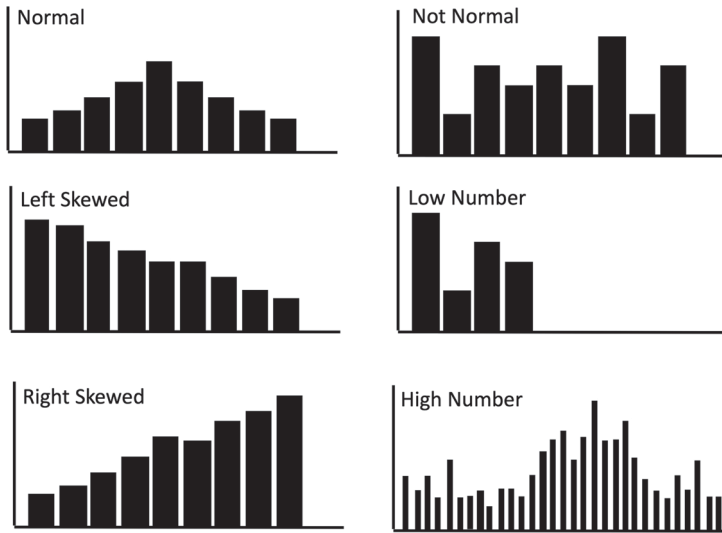 Normal
Not Normal
Left Skewed
Low Number
Right Skewed
High Number